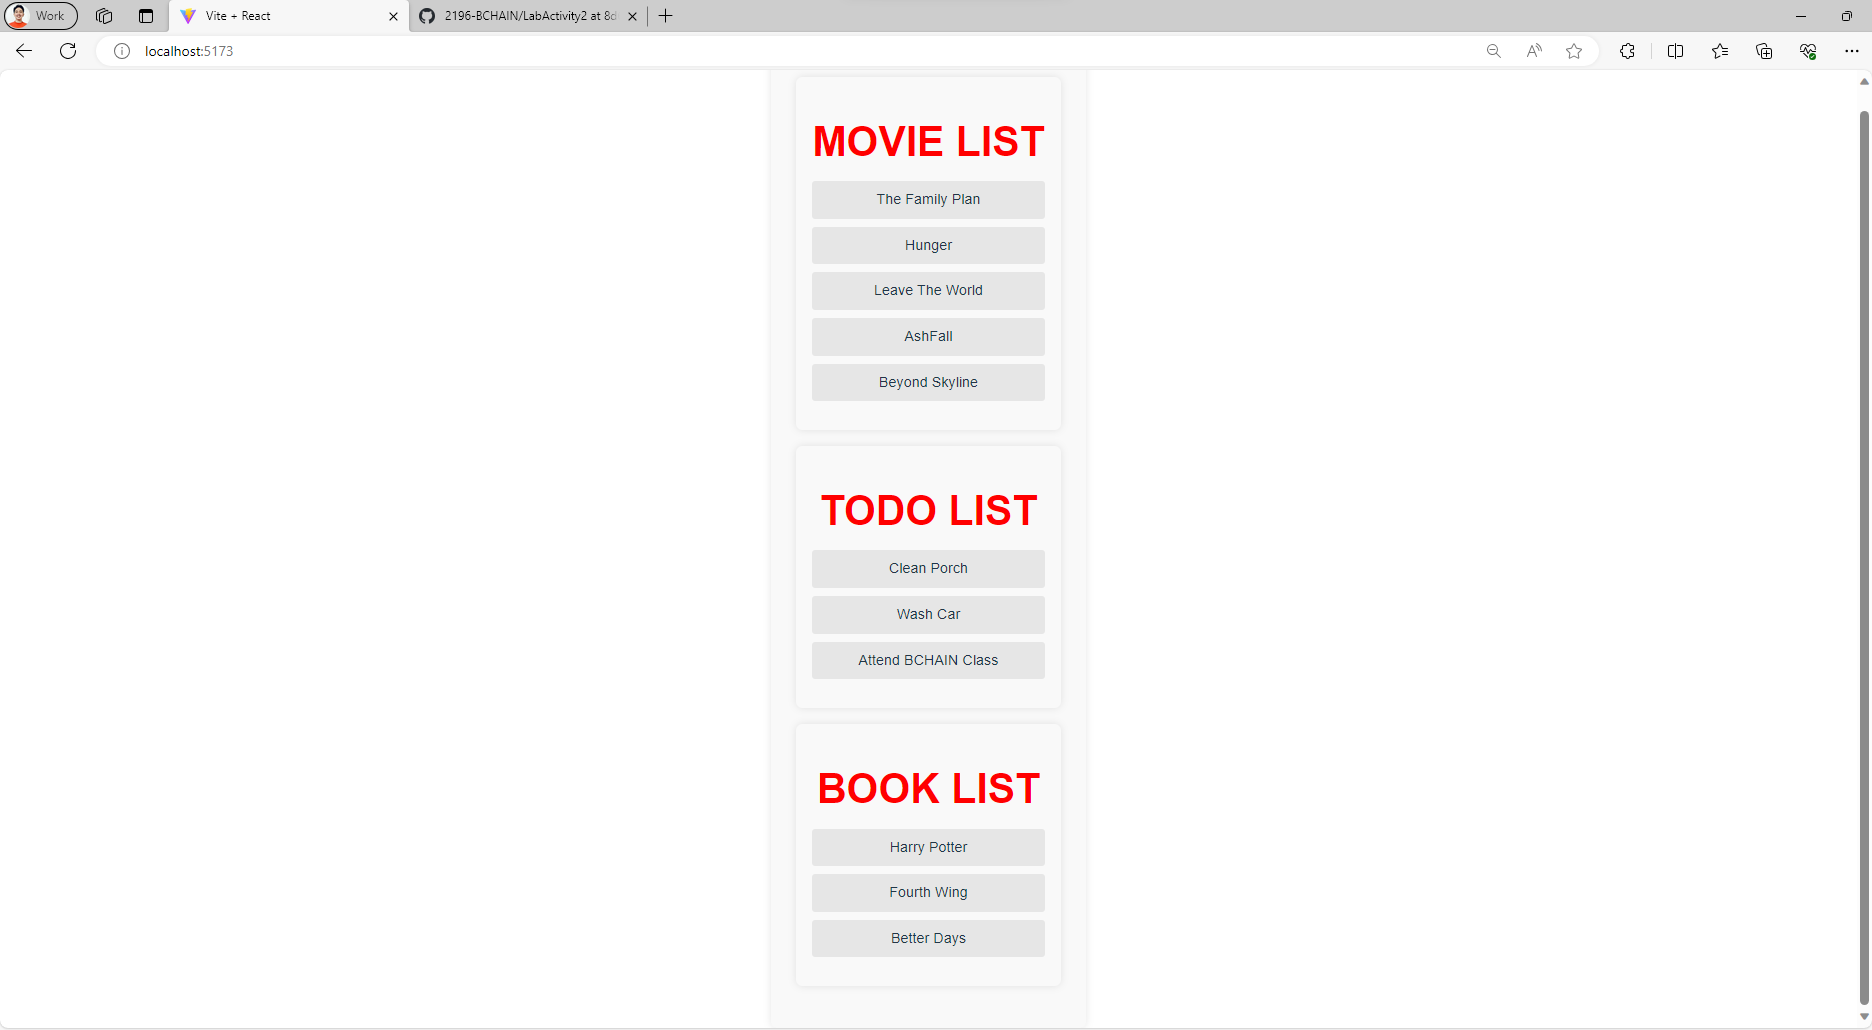 Work
Vite + React
2196-BCHAIN/LabActivity2 at 8d
localhost:5173
MOVIE LIST
The Family Plan
Hunger
Leave The World
AshFall
Beyond Skyline
TODO LIST
Clean Porch
Wash Car
Attend BCHAIN Class
BOOK LIST
Harry Potter
Fourth Wing
Better Days